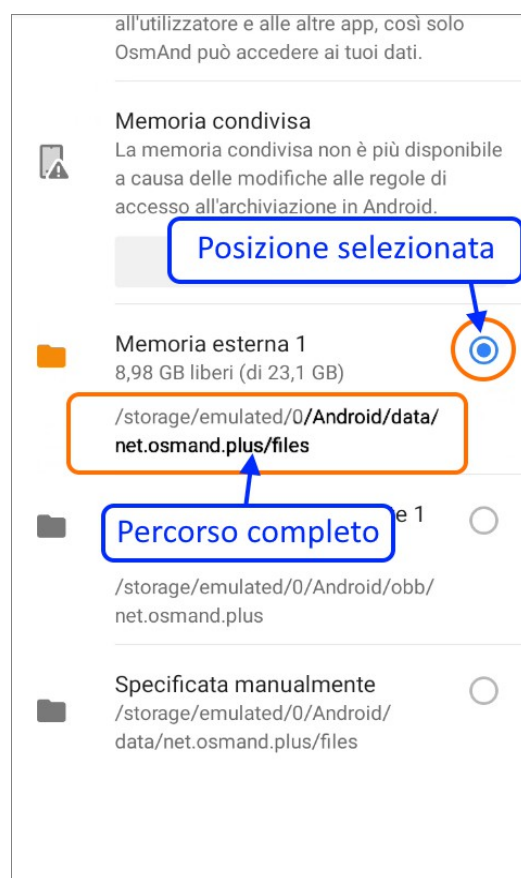 all'utilizzatore e alle altre app, così solo
OsmAnd può accedere ai tuoi dati.
Memoria condivisa
La memoria condivisa non è più disponibile
a causa delle modifiche alle regole di
accesso all'archiviazione in Android.
Posizione selezionata
Memoria esterna 1
8,98 GB liberi (di 23,1 GB)
/storage/emulated/0/Android/data/
net.osmand.plus/files
e 1
Percorso completo
/storage/emulated/0/Android/obb/
net.osmand.plus
Specificata manualmente
/storage/emulated/0/Android/
data/net.osmand.plus/files